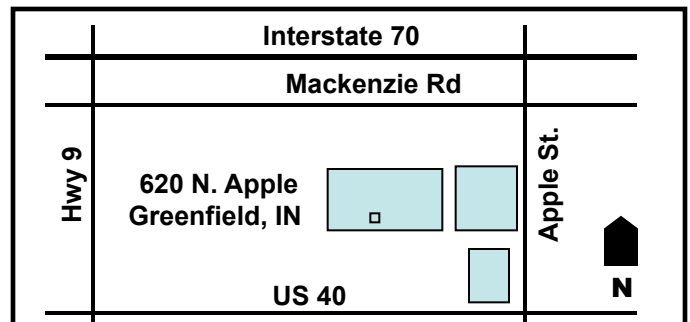 Interstate 70
Mackenzie Rd
Hwy 9
620 N. Apple
Greenfield, IN
Apple St.
US 40
N